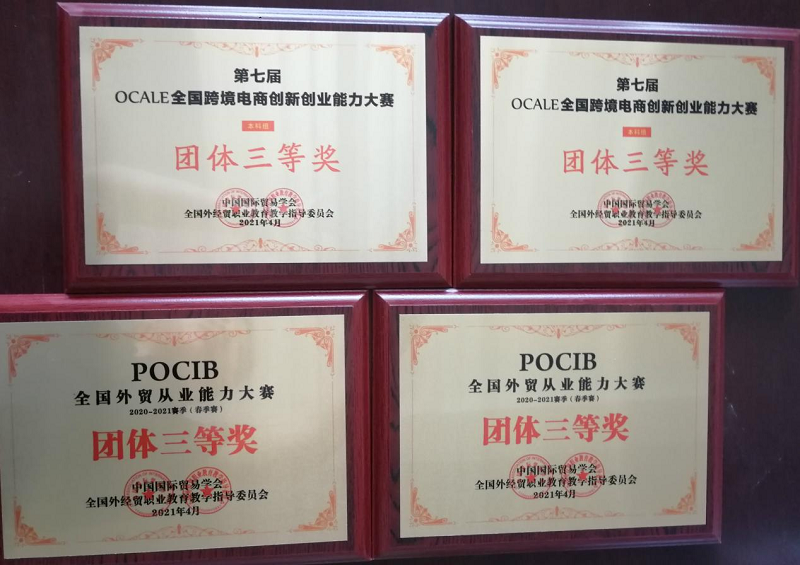 第七届
OCALE全国跨境电商创新创业能力大赛
本科组
团体三等奖
中国国际贸易学会
全国外经贸职业教育教学指导委员会
2021年4月
第七届
OCALE全国跨境电商创新创业能力大赛
本科组
团体三等奖
中国国际贸易学会
全国外经贸职业教育教学指导委员会
2021年4月
POCIB
全国外贸从业能力大赛
2020-2021赛季（春季赛）
团体三等奖
中国国际贸易学会
全国外经贸职业教育教学指导委员会
2021年4月
POCIB
全国外贸从业能力大赛
2020-2021赛季（春季赛）
团体三等奖
中国国际贸易学会
全国外经贸职业教育教学指导委员会
2021年4月